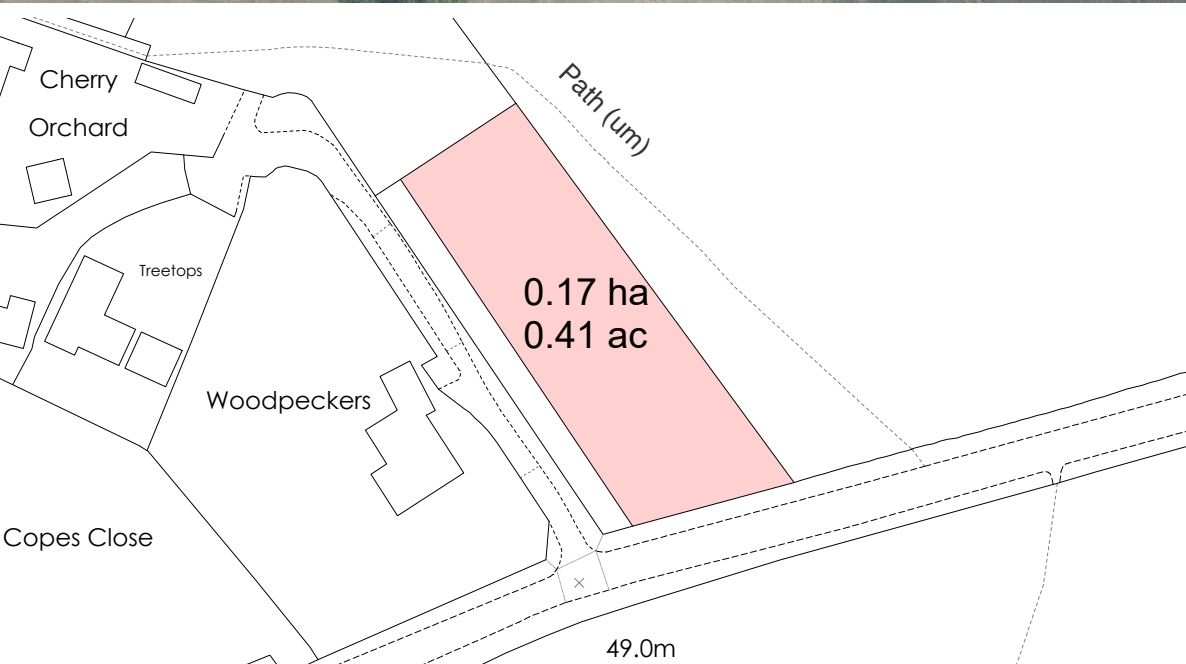 Cherry
Orchard
Path (um)
Treetops
0.17 ha
0.41 ac
Woodpeckers
Copes Close
49.0m